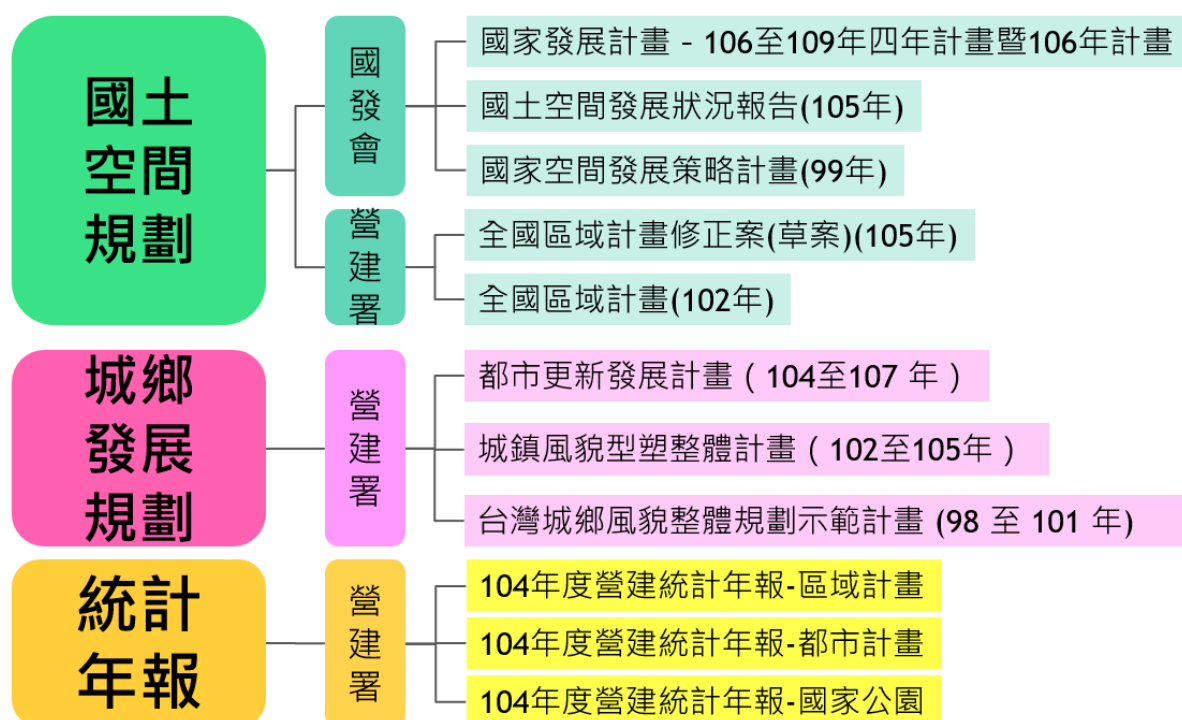 國土
空間
規劃
國
發
會
國家發展計畫 - 106至109年四年計畫暨106年計畫
國土空間發展狀況報告(105年)
國家空間發展策略計畫(99年)
營
建
署
全國區域計畫修正案(草案)(105年)
全國區域計畫(102年)
城鄉
發展
規劃
營
建
署
都市更新發展計畫（104至107 年）
城鎮風貌型塑整體計畫（102至105年）
台灣城鄉風貌整體規劃示範計畫 (98 至 101 年)
統計
年報
營
建
署
104年度營建統計年報-區域計畫
104年度營建統計年報-都市計畫
104年度營建統計年報-國家公園